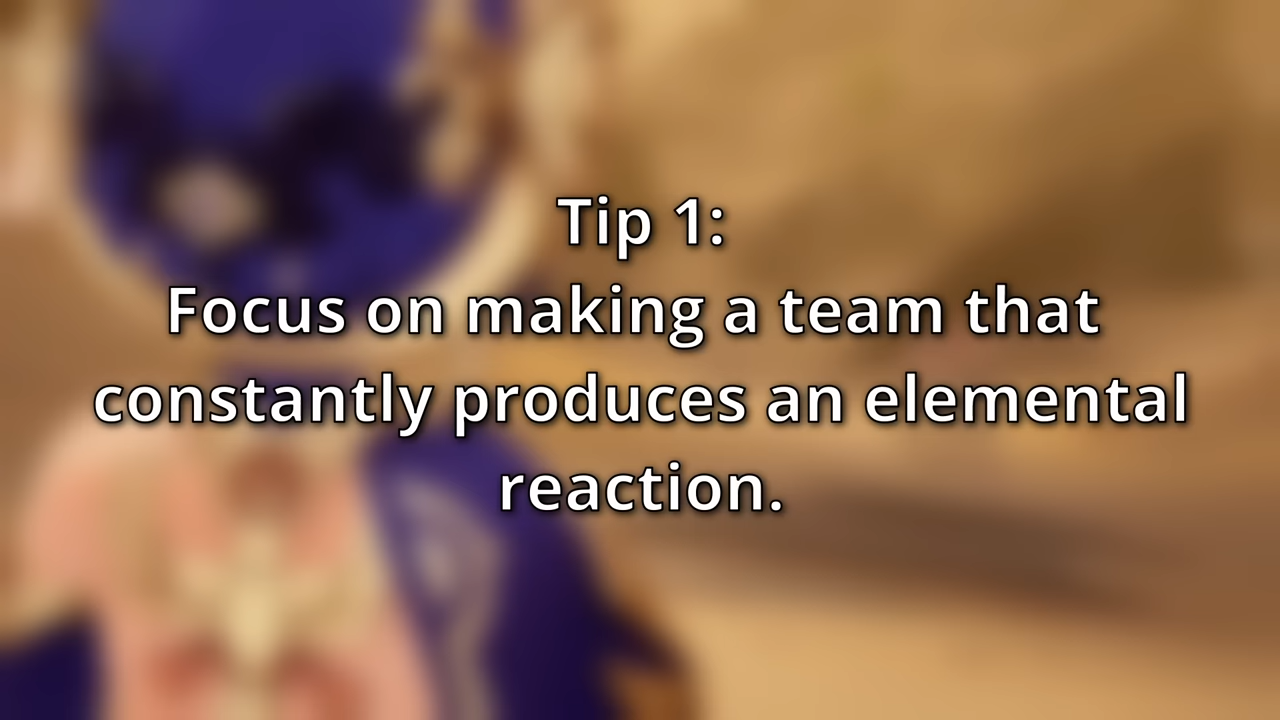 Tip 1:
Focus on making a team that
constantly produces an elemental
reaction.